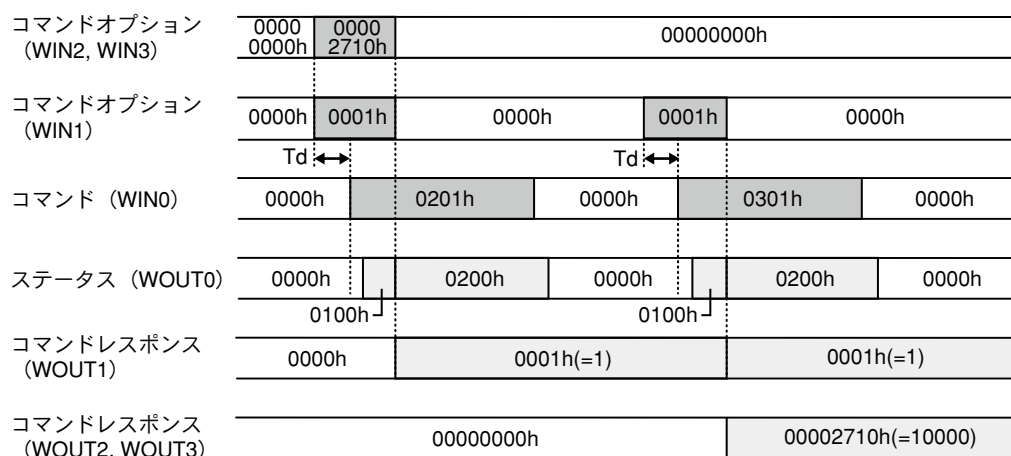 コマンドオプション
（WIN2, WIN3）
0000
0000h
0000
2710h
00000000h
コマンドオプション
（WIN1）
0000h
0001h
0000h
0001h
0000h
Td
Td
コマンド（WIN0）
0000h
0201h
0000h
0301h
0000h
ステータス（WOUT0）
0000h
0200h
0000h
0200h
0000h
0100h
0100h
コマンドレスポンス
（WOUT1）
0000h
0001h(=1)
0001h(=1)
コマンドレスポンス
（WOUT2, WOUT3）
00000000h
00002710h(=10000)